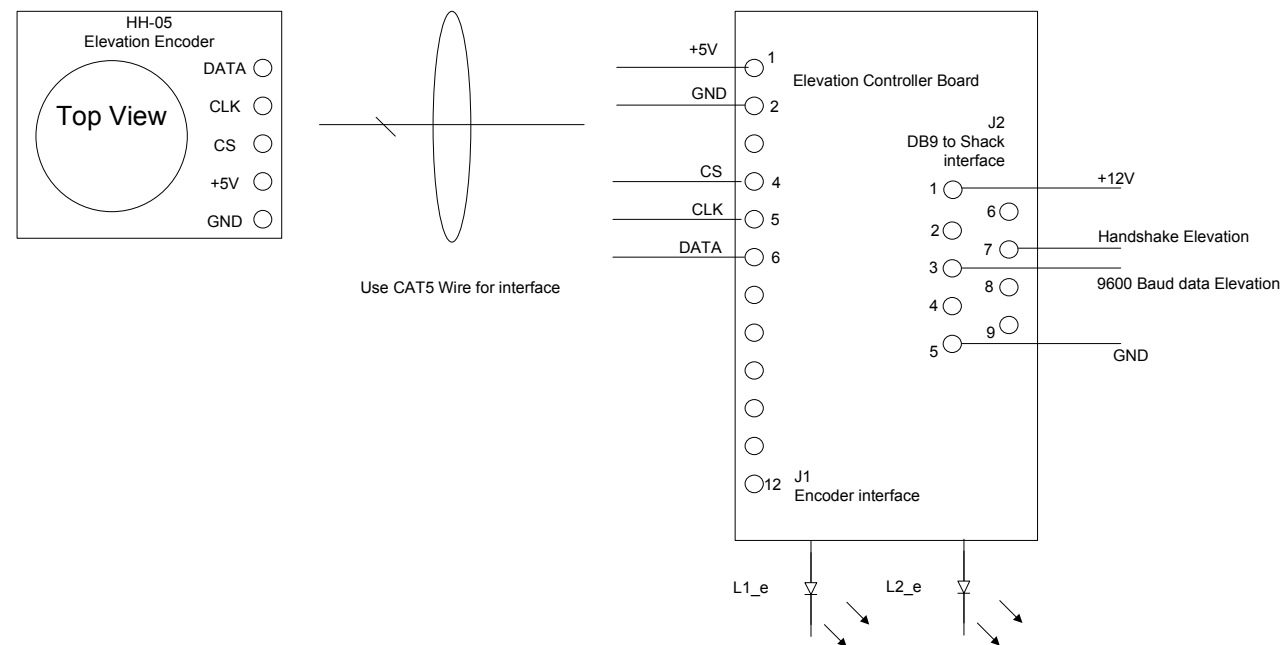 HH-05
Elevation Encoder
DATA
CLK
CS
+5V
GND
Top View
Use CAT5 Wire for interface
+5V
1
GND
2
CS
4
CLK
5
DATA
6
12
J1
Encoder interface
Elevation Controller Board
J2
DB9 to Shack
interface
1
+12V
6
2
7
Handshake Elevation
3
9600 Baud data Elevation
8
4
9
5
GND
L1_e
L2_e